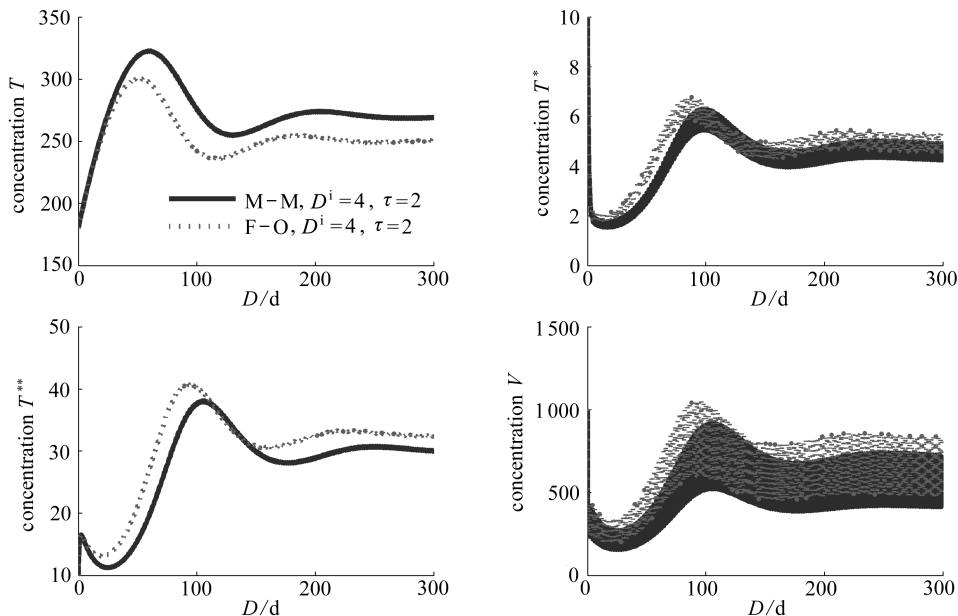 350
300
250
200
150
concentration T
M−M, Dⁱ=4, τ=2
F−O, Dⁱ=4, τ=2
0 100 200 300
D/d
10
8
6
4
2
0
concentration T*
0 100 200 300
D/d
50
40
30
20
10
concentration T**
0 100 200 300
D/d
1 500
1 000
500
0
concentration V
0 100 200 300
D/d